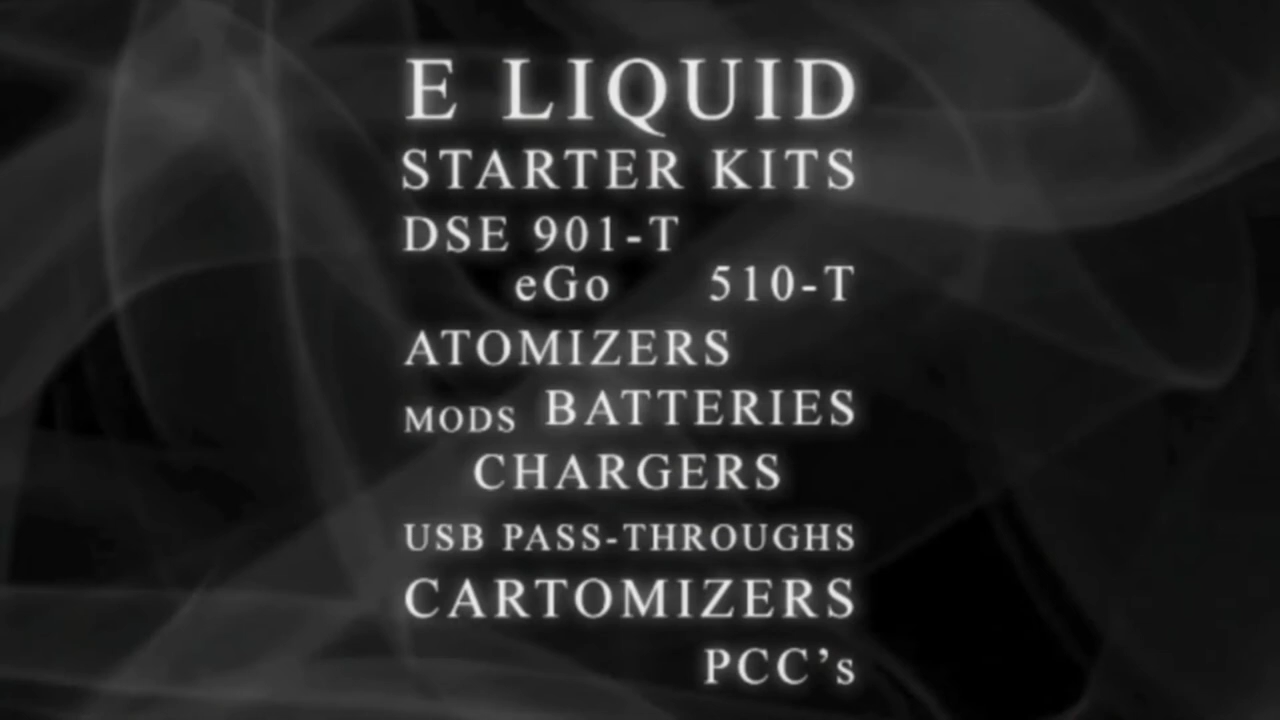 E LIQUID
STARTER KITS
DSE 901-T
eGo 510-T
ATOMIZERS
MODS BATTERIES
CHARGERS
USB PASS-THROUGHS
CARTOMIZERS
PCC’s